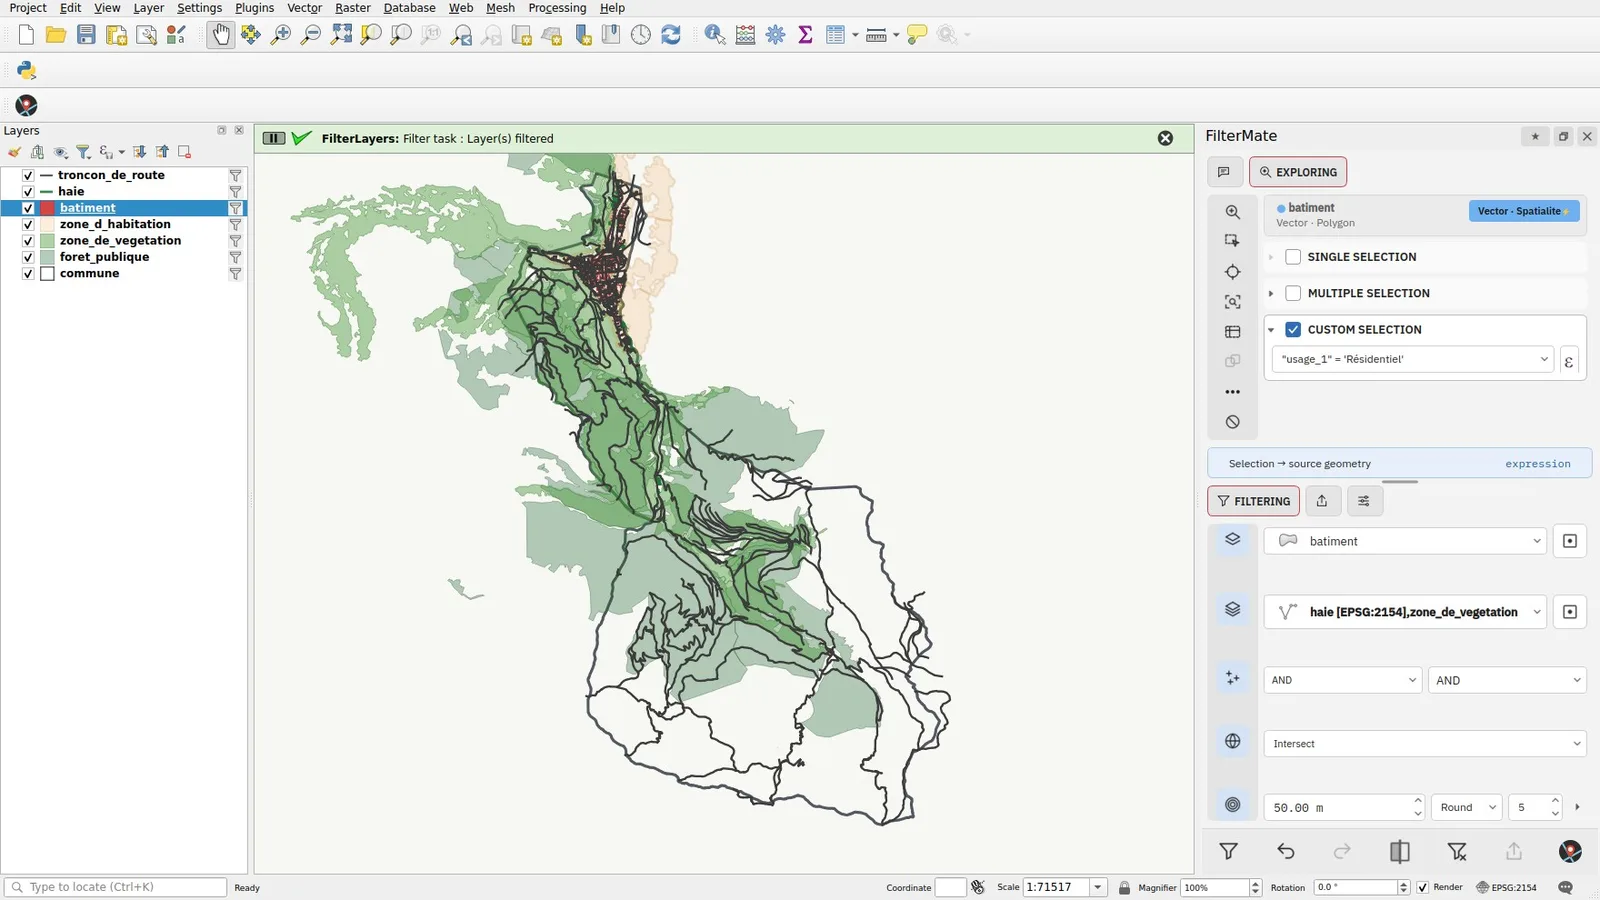 Project Edit View Layer Settings Plugins Vector Raster Database Web Mesh Processing Help
Layers
troncon_de_route
haie
batiment
zone_d_habitation
zone_de_vegetation
foret_publique
commune
FilterLayers: Filter task : Layer(s) filtered
FilterMate
EXPLORING
batiment
Vector · Polygon
Vector · Spatialite⚡
SINGLE SELECTION
MULTIPLE SELECTION
CUSTOM SELECTION
"usage_1" = 'Résidentiel'
ε
Selection → source geometry expression
FILTERING
batiment
haie [EPSG:2154],zone_de_vegetation
AND AND
Intersect
50.00 m Round 5
Type to locate (Ctrl+K) Ready Coordinate Scale 1:71517 Magnifier 100% Rotation 0.0 ° Render EPSG:2154